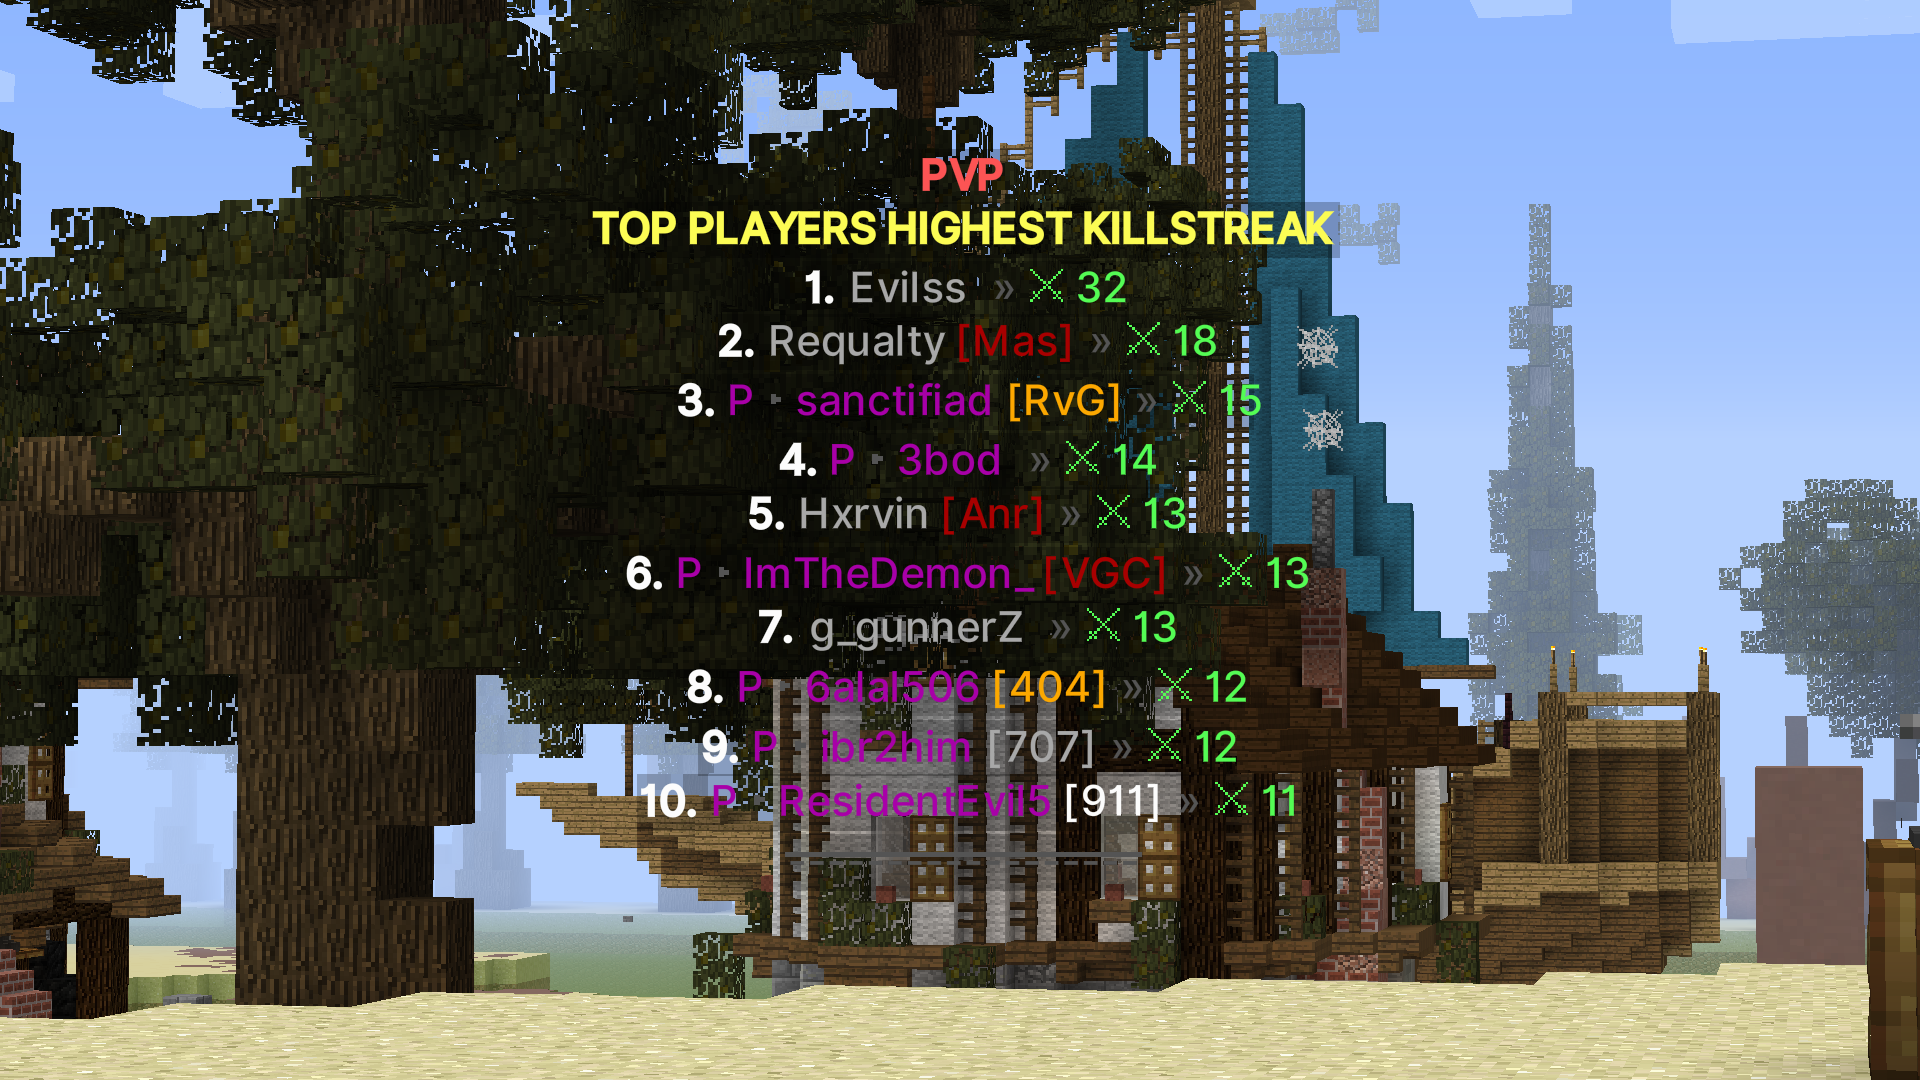 PVP
TOP PLAYERS HIGHEST KILLSTREAK
1. Evilss » ⚔ 32
2. Requalty [Mas] » ⚔ 18
3. P · sanctifiad [RvG] » ⚔ 15
4. P · 3bod » ⚔ 14
5. Hxrvin [Anr] » ⚔ 13
6. P · ImTheDemon_ [VGC] » ⚔ 13
7. g_gunnerZ » ⚔ 13
8. P · 6alal506 [404] » ⚔ 12
9. P · ibr2him [707] » ⚔ 12
10. P · ResidentEvil5 [911] » ⚔ 11